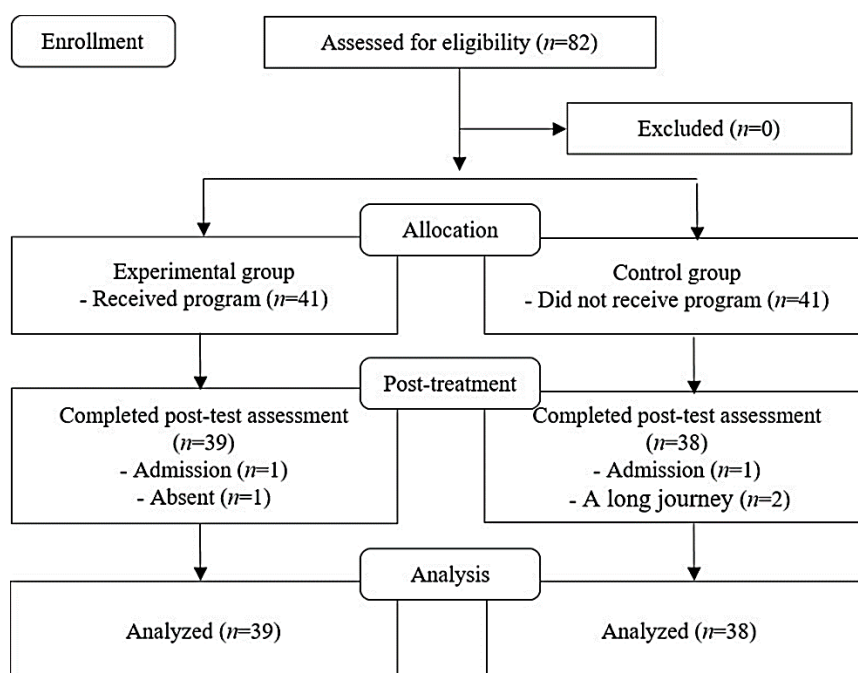 Enrollment
Assessed for eligibility (n=82)
Excluded (n=0)
Allocation
Experimental group
- Received program (n=41)
Control group
- Did not receive program (n=41)
Post-treatment
Completed post-test assessment
(n=39)
- Admission (n=1)
- Absent (n=1)
Completed post-test assessment
(n=38)
- Admission (n=1)
- A long journey (n=2)
Analysis
Analyzed (n=39)
Analyzed (n=38)